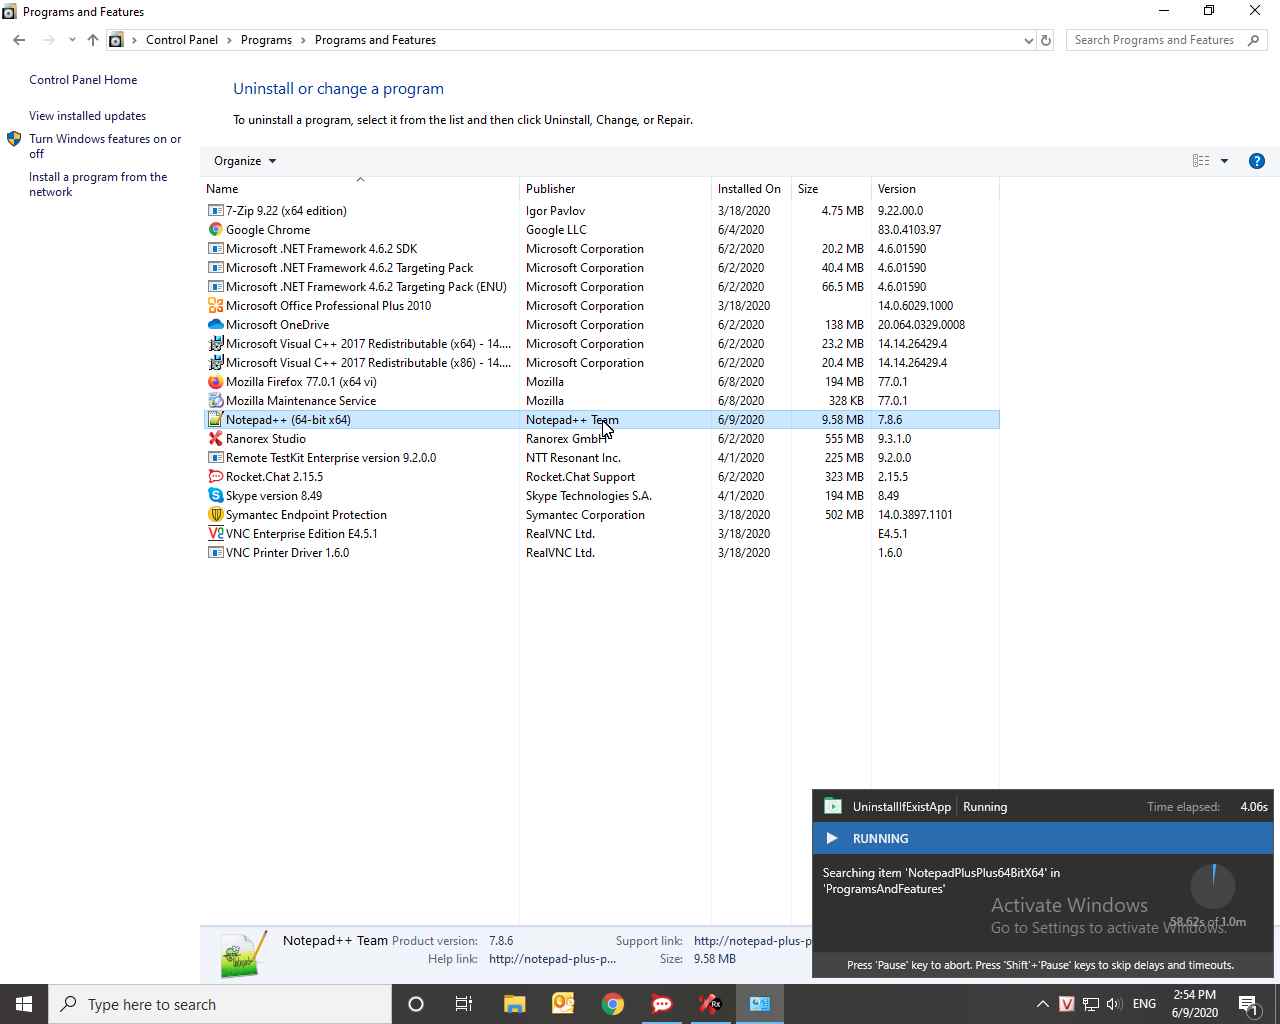 Programs and Features
Control Panel > Programs > Programs and Features
Search Programs and Features
Control Panel Home
View installed updates
Turn Windows features on or
off
Install a program from the
network
Uninstall or change a program
To uninstall a program, select it from the list and then click Uninstall, Change, or Repair.
Organize
Name Publisher Installed On Size Version
7-Zip 9.22 (x64 edition) Igor Pavlov 3/18/2020 4.75 MB 9.22.00.0
Google Chrome Google LLC 6/4/2020 83.0.4103.97
Microsoft .NET Framework 4.6.2 SDK Microsoft Corporation 6/2/2020 20.2 MB 4.6.01590
Microsoft .NET Framework 4.6.2 Targeting Pack Microsoft Corporation 6/2/2020 40.4 MB 4.6.01590
Microsoft .NET Framework 4.6.2 Targeting Pack (ENU) Microsoft Corporation 6/2/2020 66.5 MB 4.6.01590
Microsoft Office Professional Plus 2010 Microsoft Corporation 3/18/2020 14.0.6029.1000
Microsoft OneDrive Microsoft Corporation 6/2/2020 138 MB 20.064.0329.0008
Microsoft Visual C++ 2017 Redistributable (x64) - 14.... Microsoft Corporation 6/2/2020 23.2 MB 14.14.26429.4
Microsoft Visual C++ 2017 Redistributable (x86) - 14.... Microsoft Corporation 6/2/2020 20.4 MB 14.14.26429.4
Mozilla Firefox 77.0.1 (x64 vi) Mozilla 6/8/2020 194 MB 77.0.1
Mozilla Maintenance Service Mozilla 6/8/2020 328 KB 77.0.1
Notepad++ (64-bit x64) Notepad++ Team 6/9/2020 9.58 MB 7.8.6
Ranorex Studio Ranorex GmbH 6/2/2020 555 MB 9.3.1.0
Remote TestKit Enterprise version 9.2.0.0 NTT Resonant Inc. 4/1/2020 225 MB 9.2.0.0
Rocket.Chat 2.15.5 Rocket.Chat Support 6/2/2020 323 MB 2.15.5
Skype version 8.49 Skype Technologies S.A. 4/1/2020 194 MB 8.49
Symantec Endpoint Protection Symantec Corporation 3/18/2020 502 MB 14.0.3897.1101
VNC Enterprise Edition E4.5.1 RealVNC Ltd. 3/18/2020 E4.5.1
VNC Printer Driver 1.6.0 RealVNC Ltd. 3/18/2020 1.6.0
UninstallIfExistApp Running Time elapsed: 4.06s
RUNNING
Searching item 'NotepadPlusPlus64BitX64' in
'ProgramsAndFeatures'
58.62s of 1.0m
Activate Windows
Go to Settings to activate Windows.
Press 'Pause' key to abort. Press 'Shift'+'Pause' keys to skip delays and timeouts.
Notepad++ Team Product version: 7.8.6 Support link: http://notepad-plus-p
Help link: http://notepad-plus-p... Size: 9.58 MB
Type here to search
Rx
V
ENG
2:54 PM
6/9/2020
1